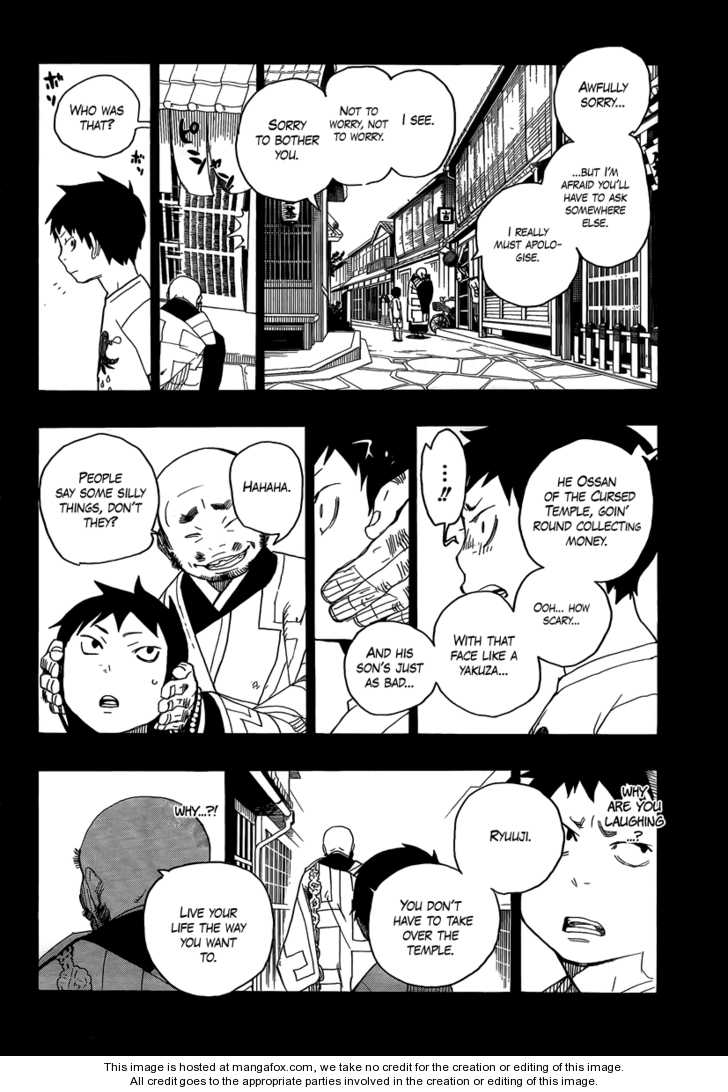 AWFULLY
SORRY...
...BUT I'M
AFRAID YOU'LL
HAVE TO ASK
SOMEWHERE
ELSE.
I REALLY
MUST APOLO-
GISE.
I SEE.
NOT TO
WORRY, NOT
TO WORRY.
SORRY
TO BOTHER
YOU.
WHO WAS
THAT?
HE OSSAN
OF THE CURSED
TEMPLE, GOIN'
ROUND COLLECTING
MONEY.
...!!
OOH... HOW
SCARY...
WITH THAT
FACE LIKE A
YAKUZA...
AND HIS
SON'S JUST
AS BAD...
HAHAHA.
PEOPLE
SAY SOME SILLY
THINGS, DON'T
THEY?
WHY
ARE YOU
LAUGHING
...?
RYUUJI.
YOU DON'T
HAVE TO TAKE
OVER THE
TEMPLE.
WHY...?!
LIVE YOUR
LIFE THE WAY
YOU WANT
TO.
This image is hosted at mangafox.com, we take no credit for the creation or editing of this image.
All credit goes to the appropriate parties involved in the creation or editing of this image.